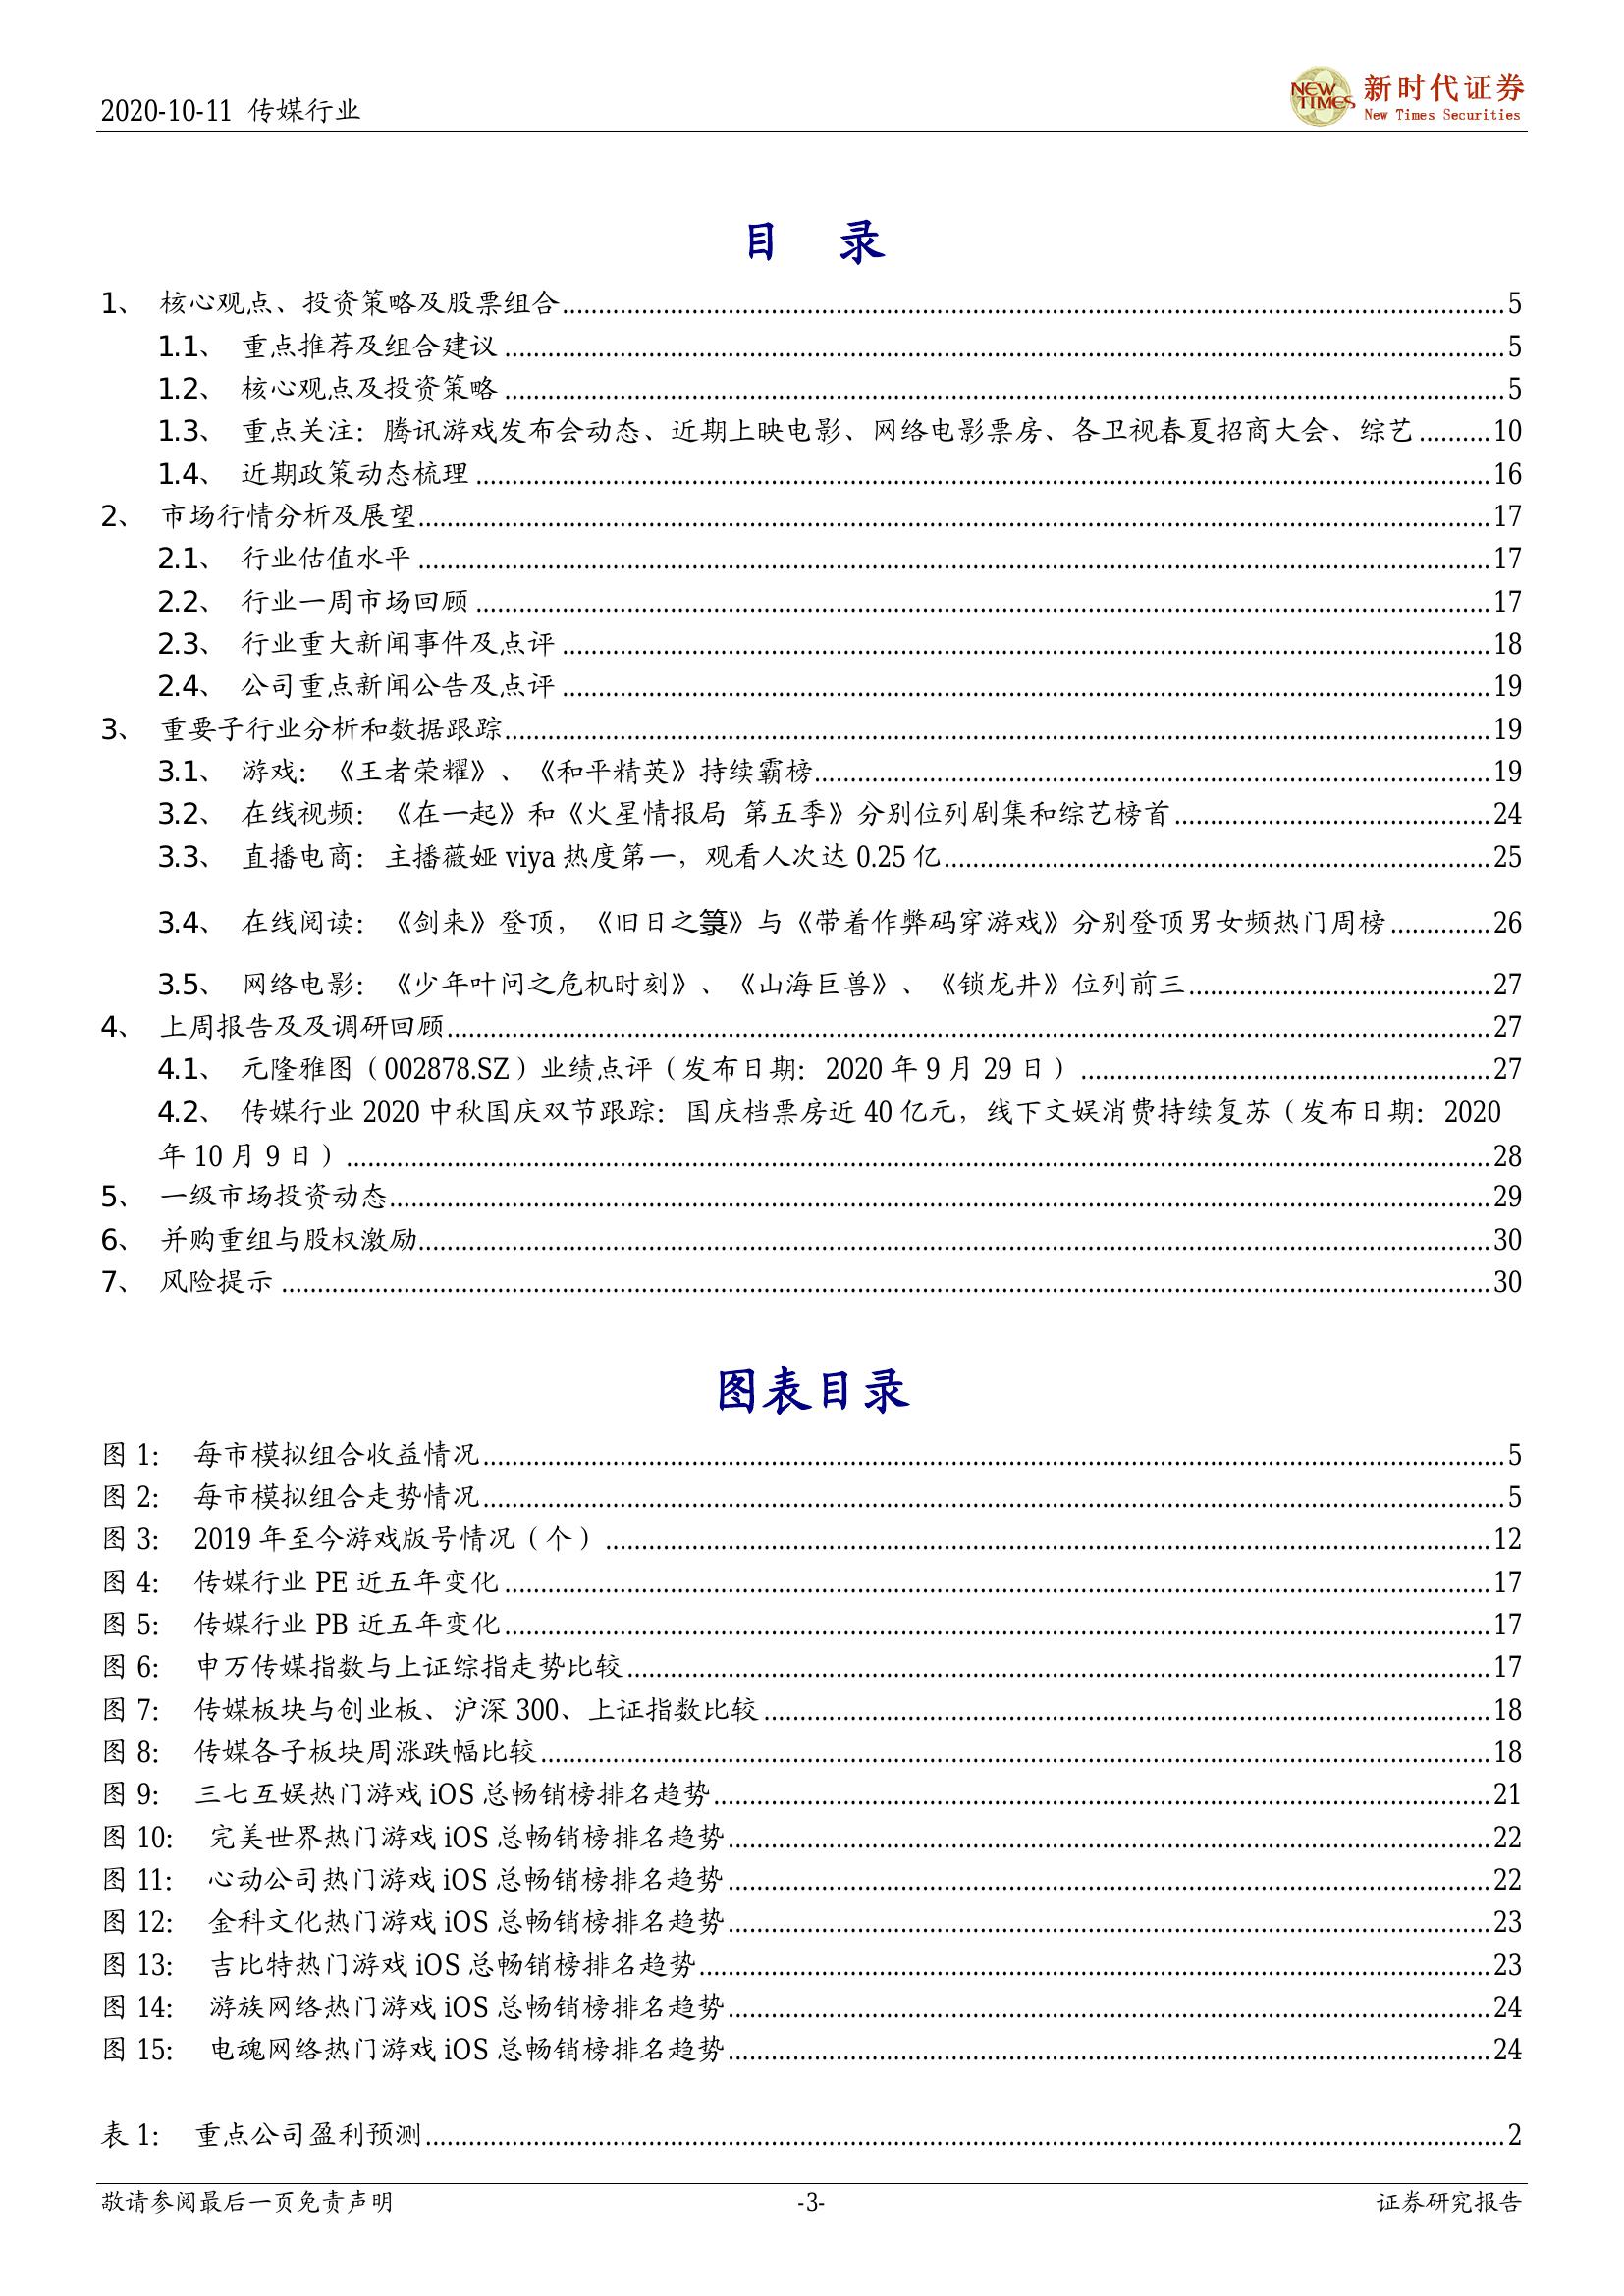 2020-10-11 传媒行业
NEW TIMES 新时代证券
New Times Securities
目 录
1、 核心观点、投资策略及股票组合 5
1.1、 重点推荐及组合建议 5
1.2、 核心观点及投资策略 5
1.3、 重点关注：腾讯游戏发布会动态、近期上映电影、网络电影票房、各卫视春夏招商大会、综艺 10
1.4、 近期政策动态梳理 16
2、 市场行情分析及展望 17
2.1、 行业估值水平 17
2.2、 行业一周市场回顾 17
2.3、 行业重大新闻事件及点评 18
2.4、 公司重点新闻公告及点评 19
3、 重要子行业分析和数据跟踪 19
3.1、 游戏：《王者荣耀》、《和平精英》持续霸榜 19
3.2、 在线视频：《在一起》和《火星情报局 第五季》分别位列剧集和综艺榜首 24
3.3、 直播电商：主播薇娅 viya 热度第一，观看人次达 0.25 亿 25
3.4、 在线阅读：《剑来》登顶，《旧日之箓》与《带着作弊码穿游戏》分别登顶男女频热门周榜 26
3.5、 网络电影：《少年叶问之危机时刻》、《山海巨兽》、《锁龙井》位列前三 27
4、 上周报告及及调研回顾 27
4.1、 元隆雅图（002878.SZ）业绩点评（发布日期：2020 年 9 月 29 日） 27
4.2、 传媒行业 2020 中秋国庆双节跟踪：国庆档票房近 40 亿元，线下文娱消费持续复苏（发布日期：2020
年 10 月 9 日） 28
5、 一级市场投资动态 29
6、 并购重组与股权激励 30
7、 风险提示 30
图表目录
图 1： 每市模拟组合收益情况 5
图 2： 每市模拟组合走势情况 5
图 3： 2019 年至今游戏版号情况（个） 12
图 4： 传媒行业 PE 近五年变化 17
图 5： 传媒行业 PB 近五年变化 17
图 6： 申万传媒指数与上证综指走势比较 17
图 7： 传媒板块与创业板、沪深 300、上证指数比较 18
图 8： 传媒各子板块周涨跌幅比较 18
图 9： 三七互娱热门游戏 iOS 总畅销榜排名趋势 21
图 10： 完美世界热门游戏 iOS 总畅销榜排名趋势 22
图 11： 心动公司热门游戏 iOS 总畅销榜排名趋势 22
图 12： 金科文化热门游戏 iOS 总畅销榜排名趋势 23
图 13： 吉比特热门游戏 iOS 总畅销榜排名趋势 23
图 14： 游族网络热门游戏 iOS 总畅销榜排名趋势 24
图 15： 电魂网络热门游戏 iOS 总畅销榜排名趋势 24
表 1： 重点公司盈利预测 2
敬请参阅最后一页免责声明 -3- 证券研究报告